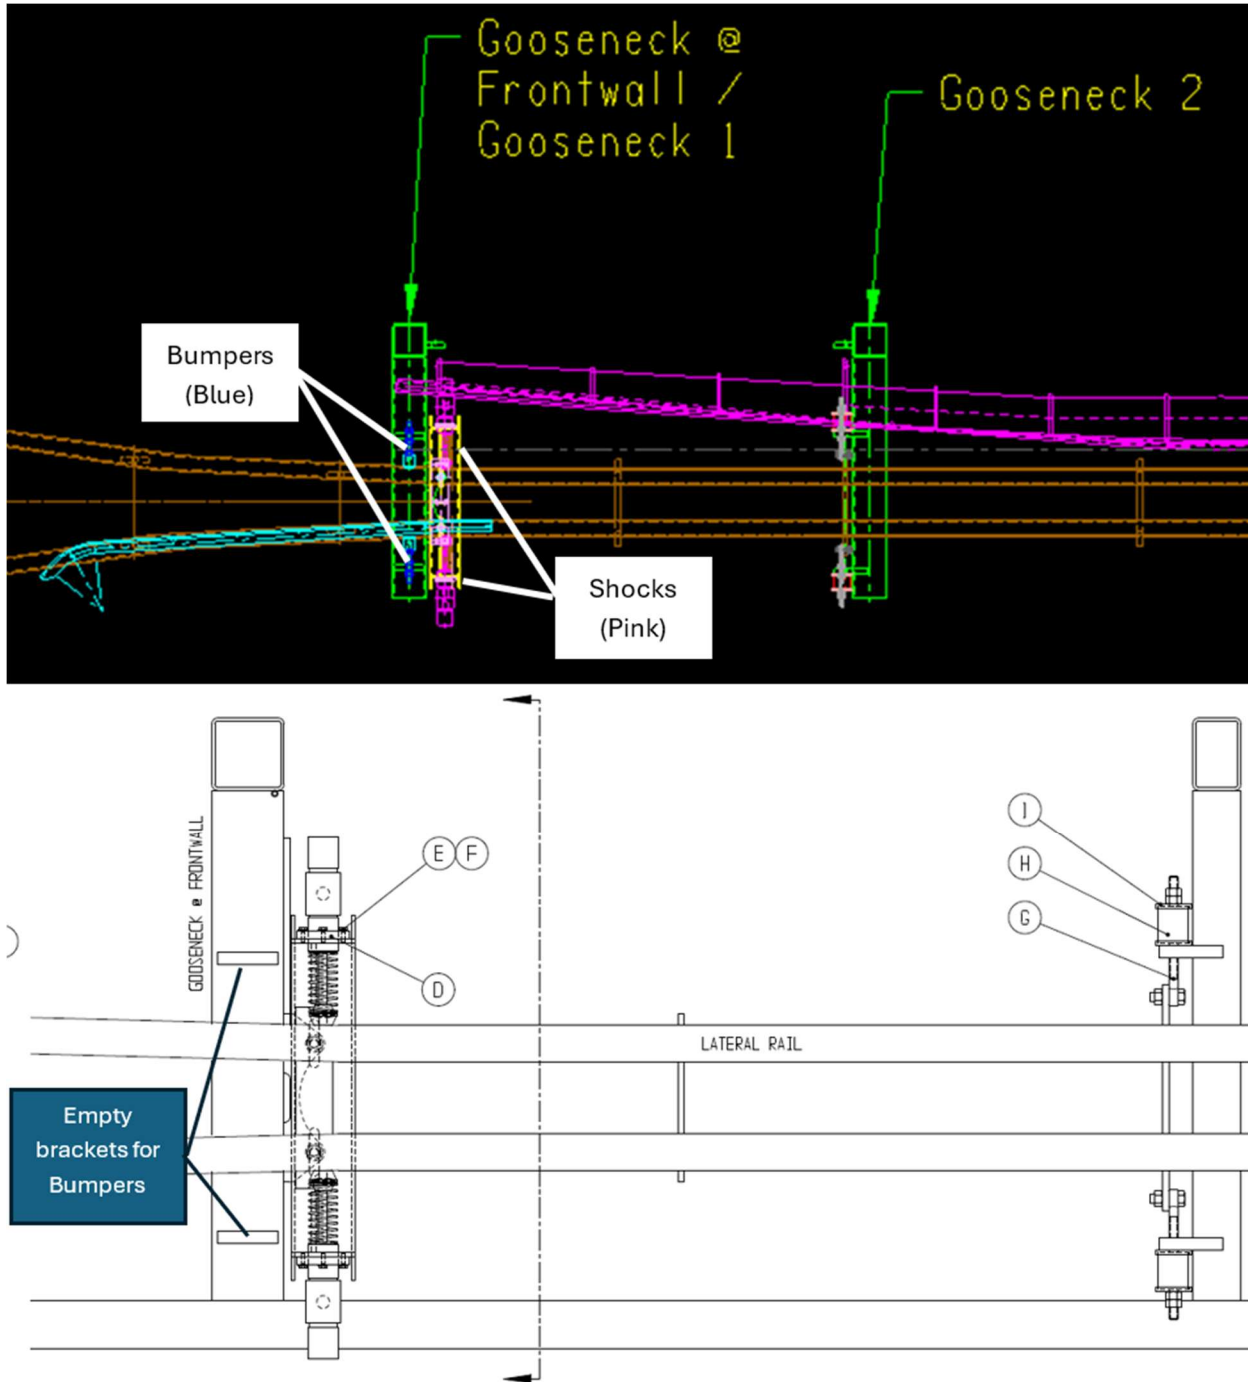 Gooseneck @
Frontwall /
Gooseneck 1
Gooseneck 2
Bumpers
(Blue)
Shocks
(Pink)
GOOSENECK @ FRONTWALL
E F
D
J
H
G
LATERAL RAIL
Empty
brackets for
Bumpers